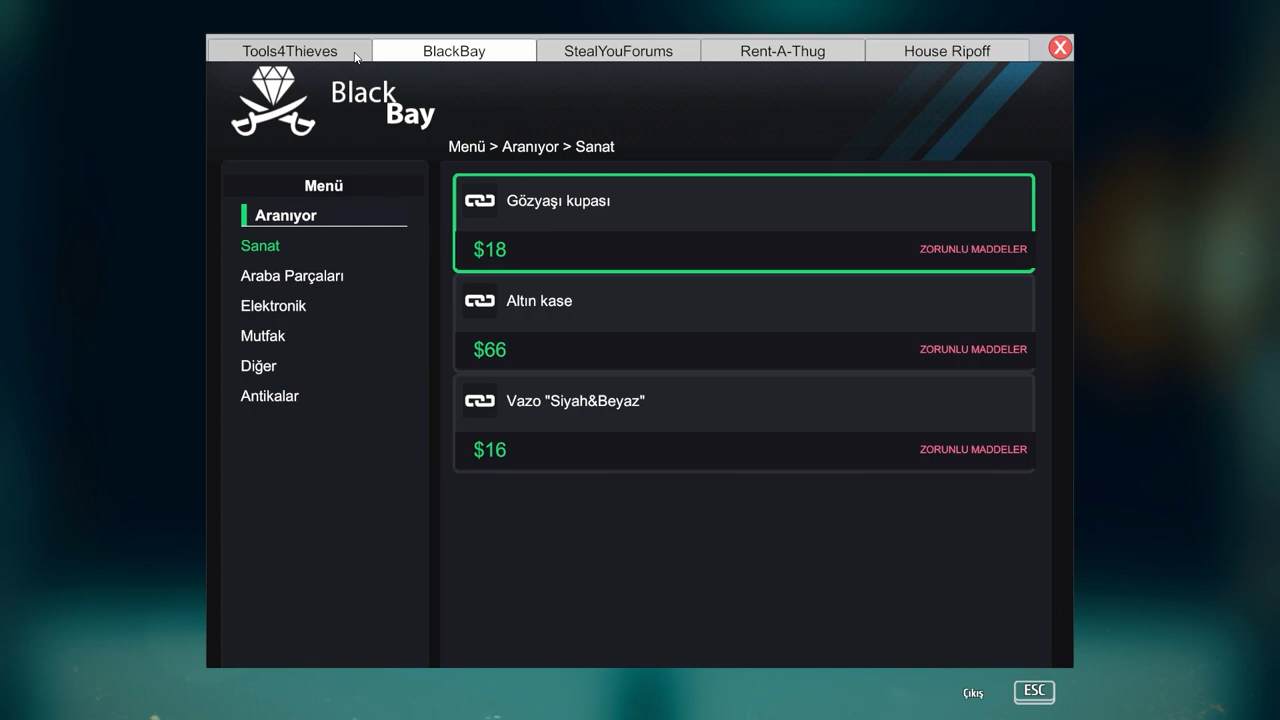 Tools4Thieves
BlackBay
StealYouForums
Rent-A-Thug
House Ripoff
X
Black
Bay
Menü > Aranıyor > Sanat
Menü
Aranıyor
Sanat
Araba Parçaları
Elektronik
Mutfak
Diğer
Antikalar
Gözyaşı kupası
$18
ZORUNLU MADDELER
Altın kase
$66
ZORUNLU MADDELER
Vazo "Siyah&Beyaz"
$16
ZORUNLU MADDELER
Çıkış
ESC